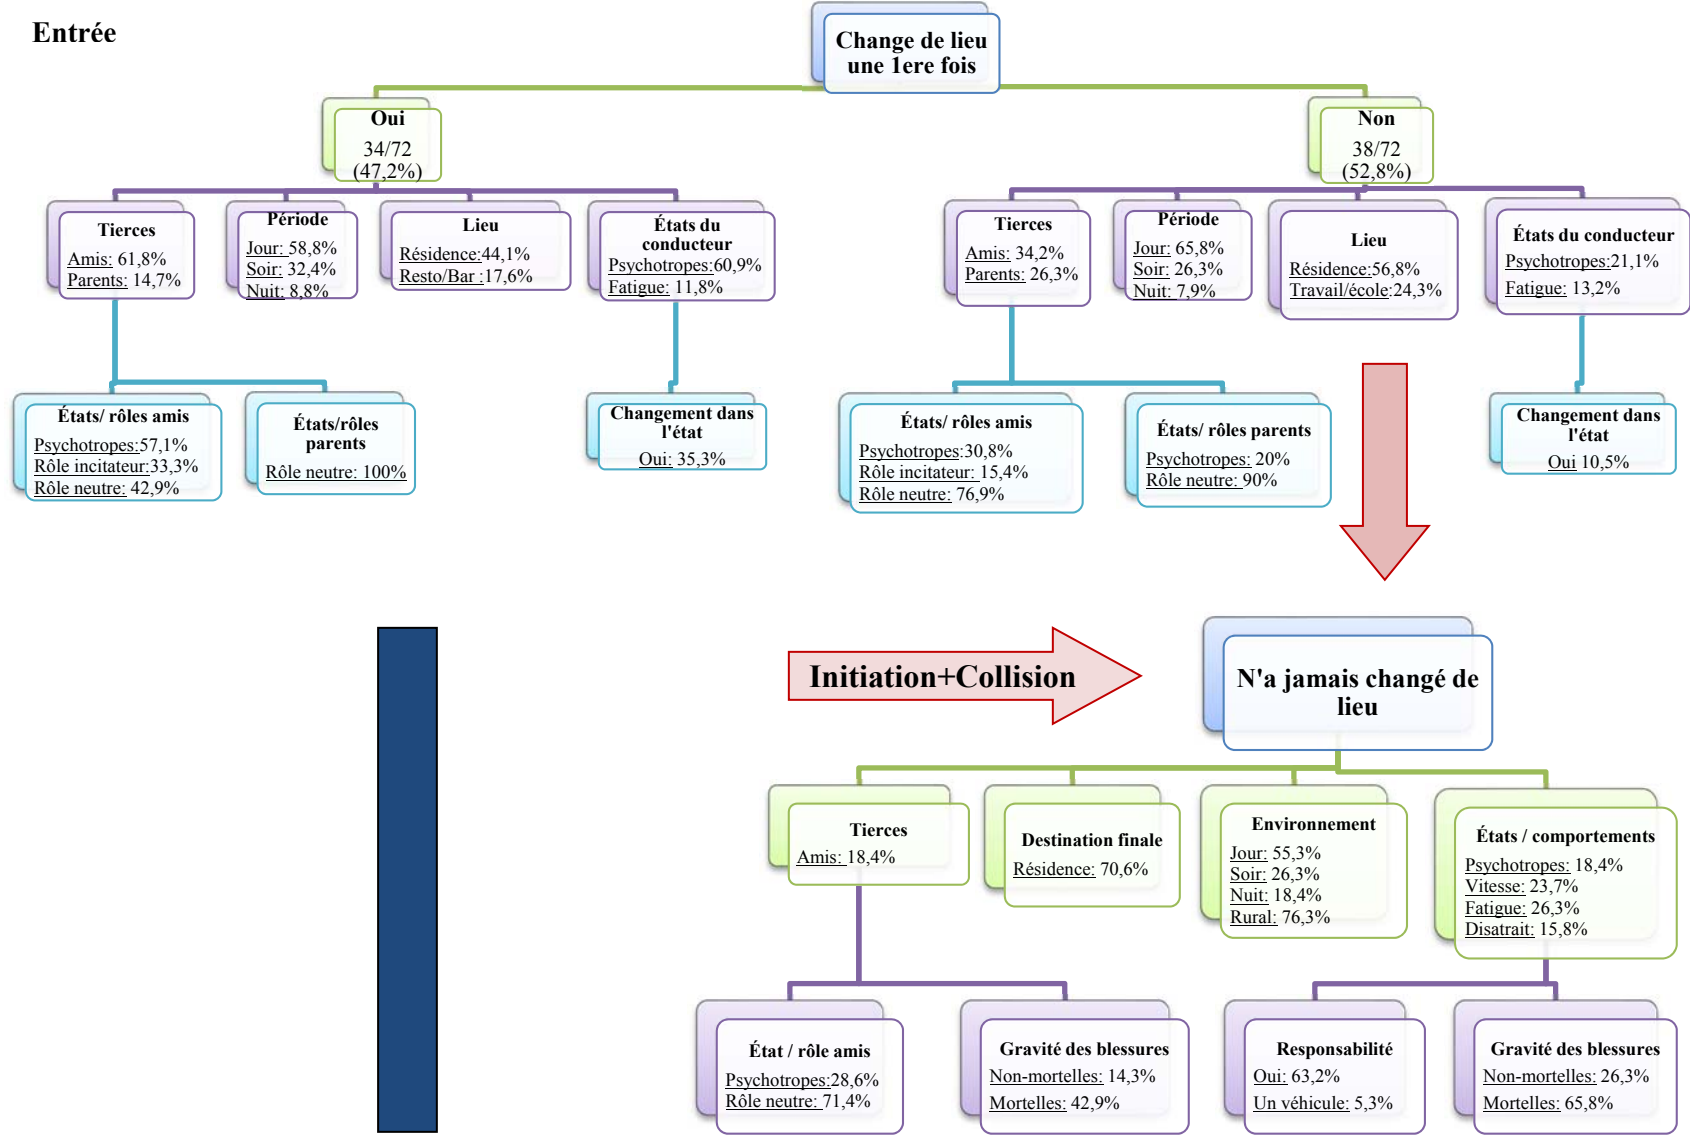 Entrée
Change de lieu
une 1ere fois
Oui
34/72
(47,2%)
Non
38/72
(52,8%)
Tierces
Amis: 61,8%
Parents: 14,7%
Période
Jour: 58,8%
Soir: 32,4%
Nuit: 8,8%
Lieu
Résidence:44,1%
Resto/Bar :17,6%
États du
conducteur
Psychotropes:60,9%
Fatigue: 11,8%
Tierces
Amis: 34,2%
Parents: 26,3%
Période
Jour: 65,8%
Soir: 26,3%
Nuit: 7,9%
Lieu
Résidence:56,8%
Travail/école:24,3%
États du conducteur
Psychotropes:21,1%
Fatigue: 13,2%
États/ rôles amis
Psychotropes:57,1%
Rôle incitateur:33,3%
Rôle neutre: 42,9%
États/rôles
parents
Rôle neutre: 100%
Changement dans
l'état
Oui: 35,3%
États/ rôles amis
Psychotropes:30,8%
Rôle incitateur: 15,4%
Rôle neutre: 76,9%
États/ rôles parents
Psychotropes: 20%
Rôle neutre: 90%
Changement dans
l'état
Oui 10,5%
Initiation+Collision
N'a jamais changé de
lieu
Tierces
Amis: 18,4%
Destination finale
Résidence: 70,6%
Environnement
Jour: 55,3%
Soir: 26,3%
Nuit: 18,4%
Rural: 76,3%
États / comportements
Psychotropes: 18,4%
Vitesse: 23,7%
Fatigue: 26,3%
Disatrait: 15,8%
État / rôle amis
Psychotropes:28,6%
Rôle neutre: 71,4%
Gravité des blessures
Non-mortelles: 14,3%
Mortelles: 42,9%
Responsabilité
Oui: 63,2%
Un véhicule: 5,3%
Gravité des blessures
Non-mortelles: 26,3%
Mortelles: 65,8%